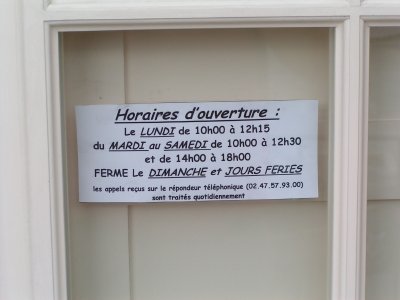 Horaires d'ouverture :
Le LUNDI de 10h00 à 12h15
du MARDI au SAMEDI de 10h00 à 12h30
et de 14h00 à 18h00
FERME Le DIMANCHE et JOURS FERIES
les appels reçus sur le répondeur téléphonique (02.47.57.93.00)
sont traités quotidiennement